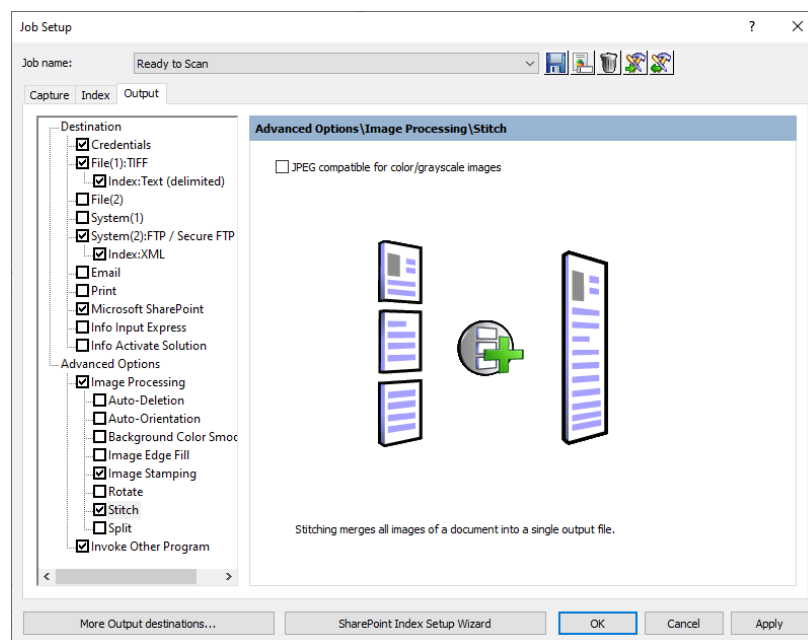 Job Setup
Job name:
Ready to Scan
Capture Index Output
Destination
Credentials
File(1):TIFF
Index:Text (delimited)
File(2)
System(1)
System(2):FTP / Secure FTP
Index:XML
Email
Print
Microsoft SharePoint
Info Input Express
Info Activate Solution
Advanced Options
Image Processing
Auto-Deletion
Auto-Orientation
Background Color Smoo
Image Edge Fill
Image Stamping
Rotate
Stitch
Split
Invoke Other Program
Advanced Options\Image Processing\Stitch
JPEG compatible for color/grayscale images
Stitching merges all images of a document into a single output file.
More Output destinations... SharePoint Index Setup Wizard OK Cancel Apply